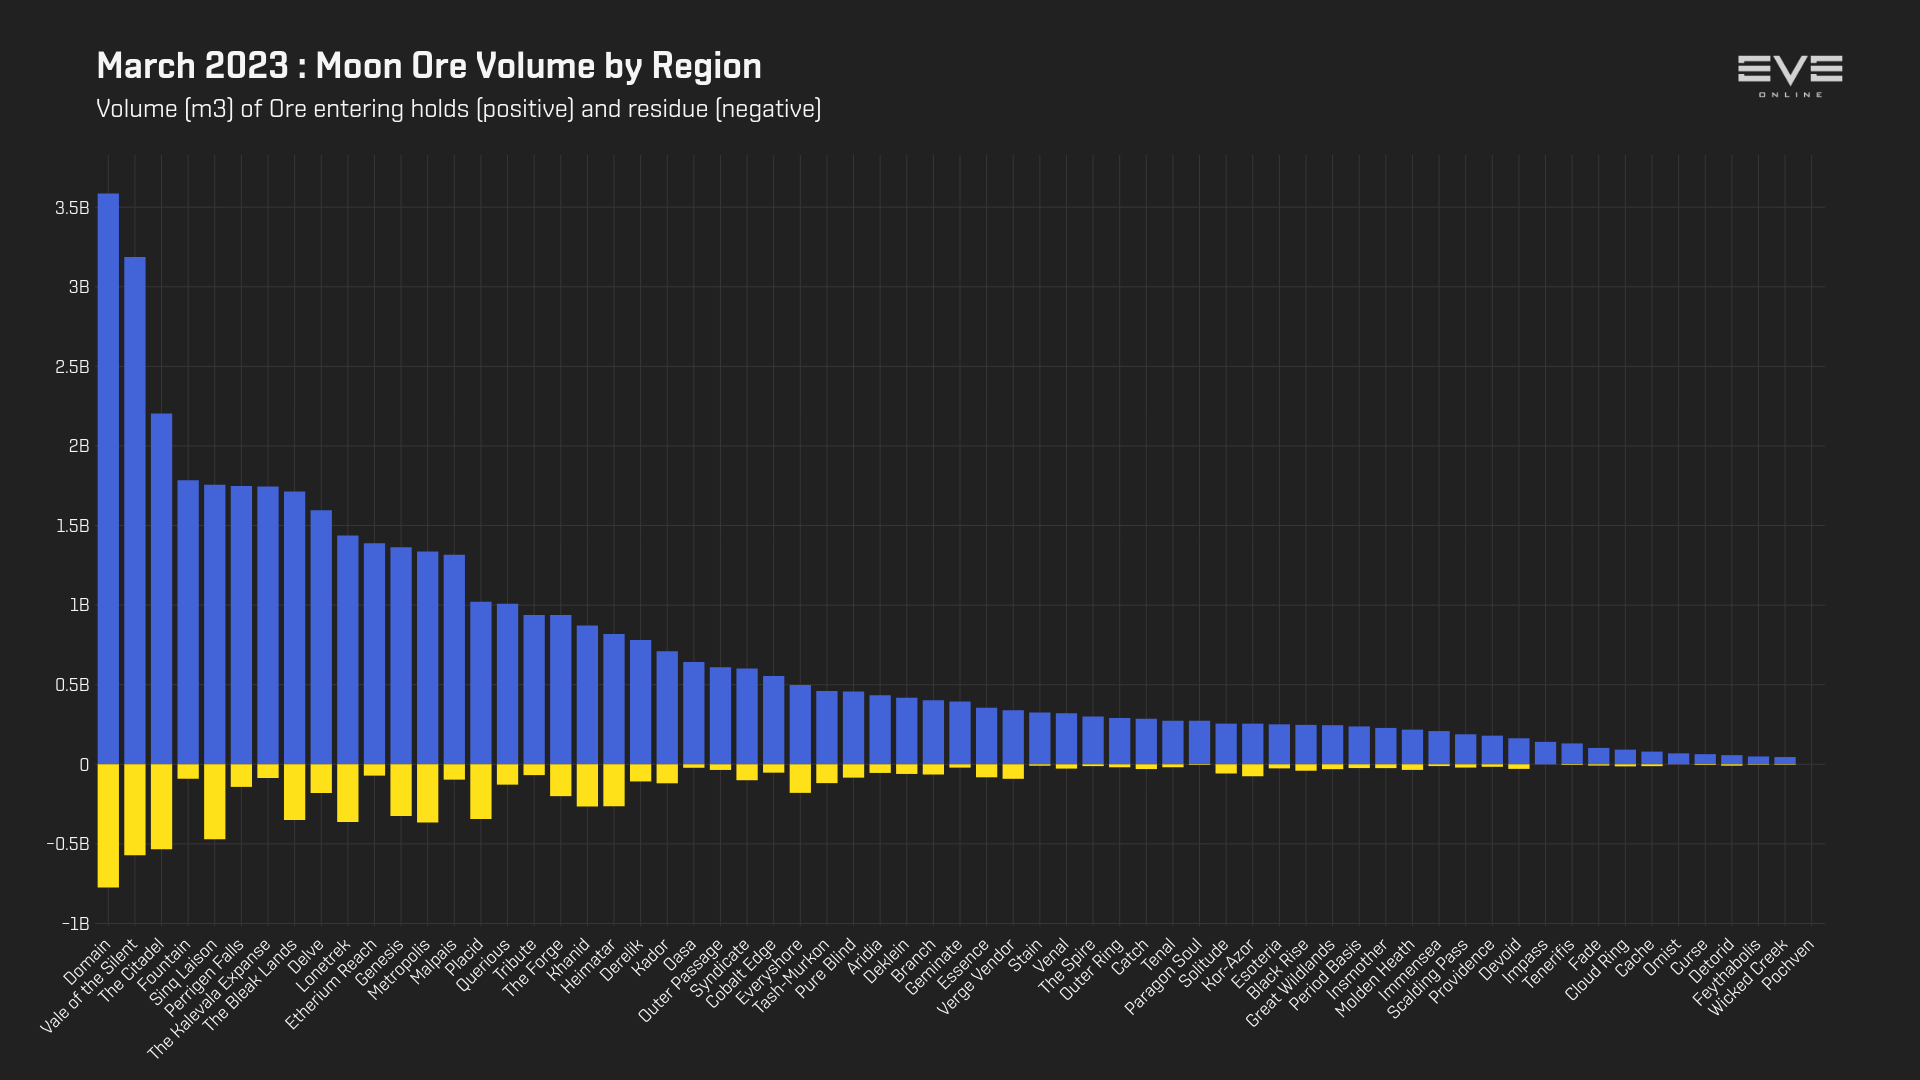 March 2023 : Moon Ore Volume by Region
Volume (m3) of Ore entering holds (positive) and residue (negative)
EVE
ONLINE
3.5B
3B
2.5B
2B
1.5B
1B
0.5B
0
−0.5B
−1B
Domain
Vale of the Silent
The Citadel
Fountain
Sinq Laison
Perrigen Falls
The Kalevala Expanse
The Bleak Lands
Delve
Lonetrek
Etherium Reach
Genesis
Metropolis
Malpais
Placid
Querious
Tribute
The Forge
Khanid
Heimatar
Derelik
Kador
Oasa
Outer Passage
Syndicate
Cobalt Edge
Everyshore
Tash-Murkon
Pure Blind
Aridia
Deklein
Branch
Geminate
Essence
Verge Vendor
Stain
Venal
The Spire
Outer Ring
Catch
Tenal
Paragon Soul
Solitude
Kor-Azor
Esoteria
Black Rise
Great Wildlands
Period Basis
Insmother
Molden Heath
Immensea
Scalding Pass
Providence
Devoid
Impass
Tenerifis
Fade
Cloud Ring
Cache
Omist
Curse
Detorid
Feythabolis
Wicked Creek
Pochven